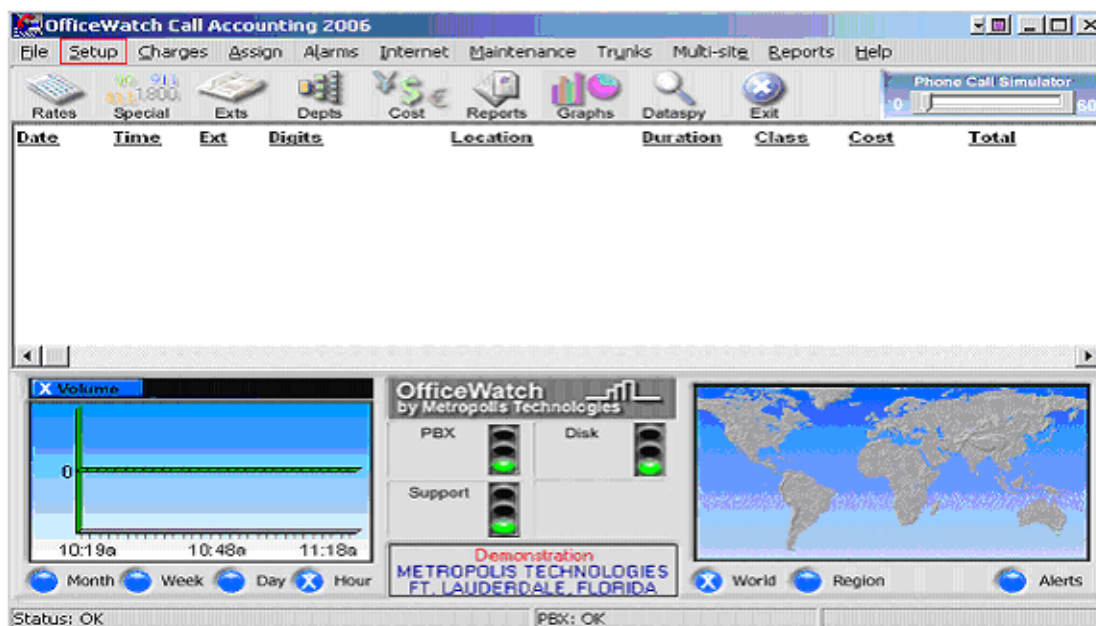 OfficeWatch Call Accounting 2006
File Setup Charges Assign Alarms Internet Maintenance Trunks Multi-site Reports Help
Rates Special Exts Depts Cost Reports Graphs Dataspy Exit
Phone Call Simulator
0 60
Date Time Ext Digits Location Duration Class Cost Total
X Volume
0
10:19a 10:48a 11:18a
Month Week Day X Hour
OfficeWatch
by Metropolis Technologies
PBX Disk
Support
Demonstration
METROPOLIS TECHNOLOGIES
FT. LAUDERDALE, FLORIDA
X World Region Alerts
Status: OK PBX: OK